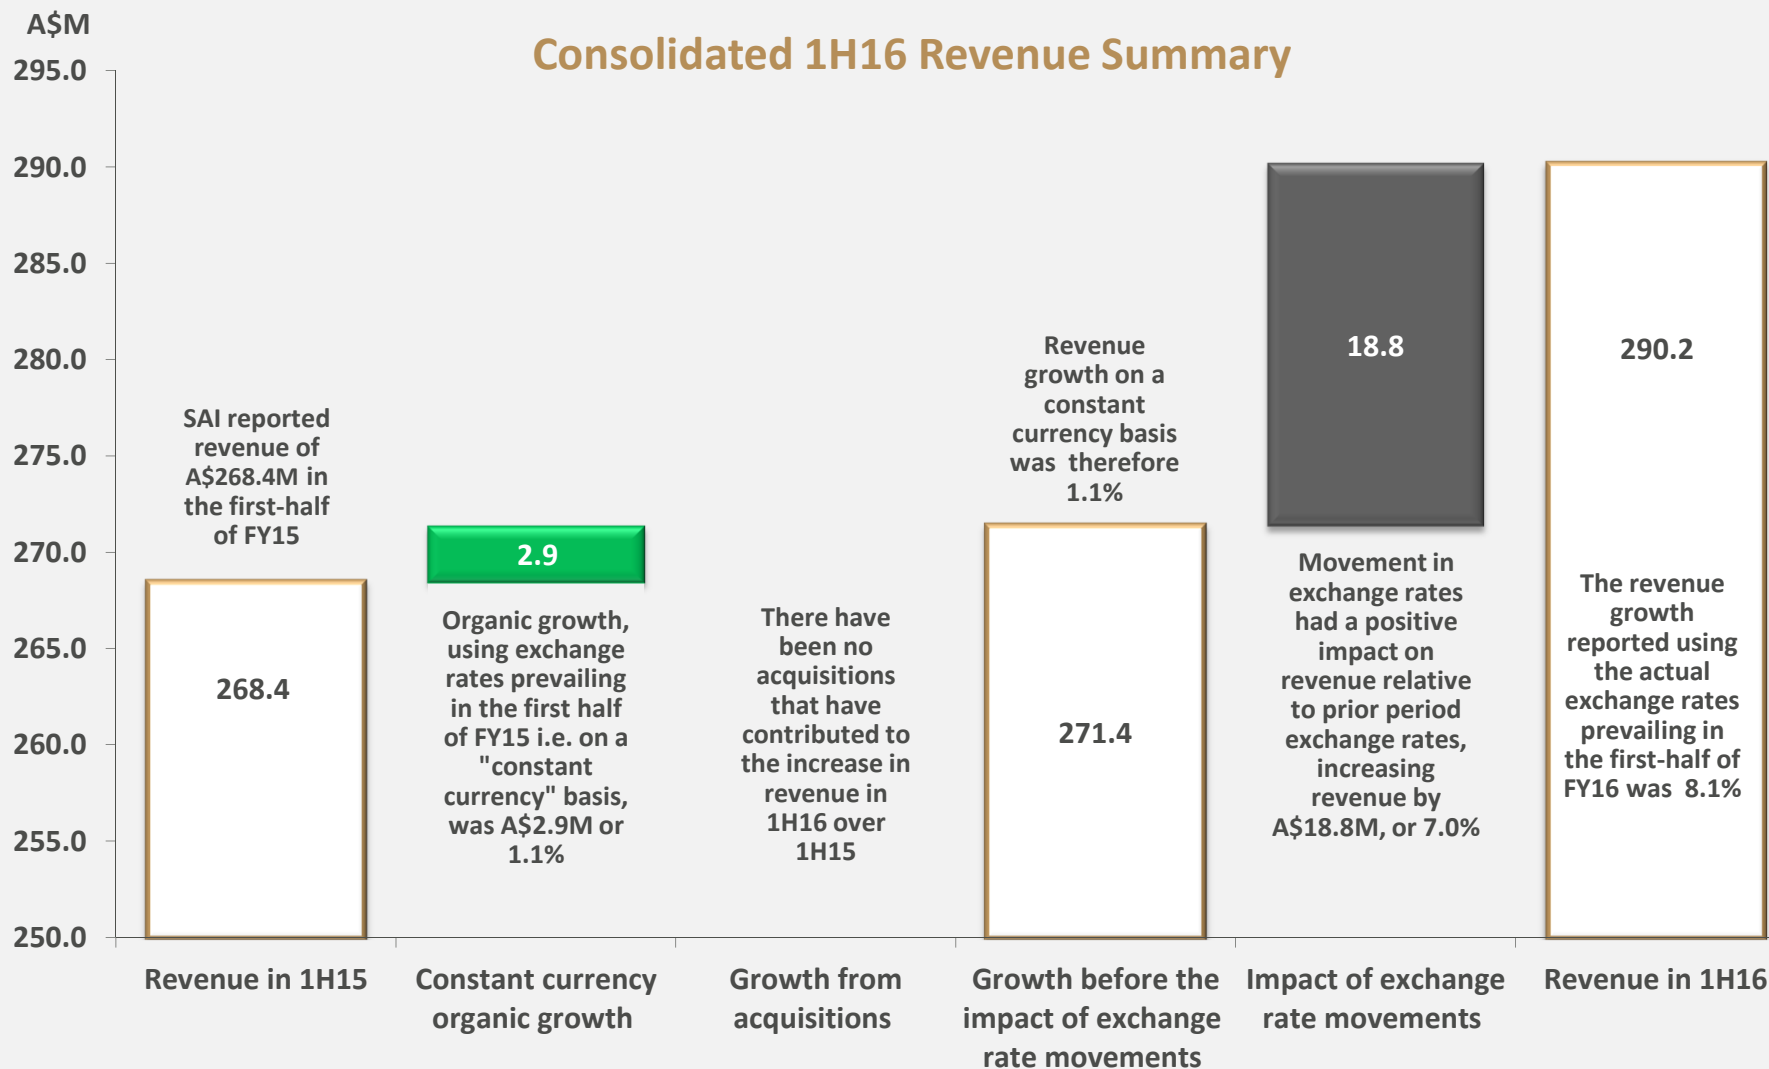 A$M
Consolidated 1H16 Revenue Summary
295.0
290.0
285.0
280.0
275.0
270.0
265.0
260.0
255.0
250.0
SAI reported
revenue of
A$268.4M in
the first-half
of FY15
268.4
2.9
Organic growth,
using exchange
rates prevailing
in the first half
of FY15 i.e. on a
"constant
currency" basis,
was A$2.9M or
1.1%
There have
been no
acquisitions
that have
contributed to
the increase in
revenue in
1H16 over
1H15
Revenue
growth on a
constant
currency basis
was therefore
1.1%
271.4
18.8
Movement in
exchange rates
had a positive
impact on
revenue relative
to prior period
exchange rates,
increasing
revenue by
A$18.8M, or 7.0%
290.2
The revenue
growth
reported using
the actual
exchange rates
prevailing in
the first-half of
FY16 was 8.1%
Revenue in 1H15
Constant currency
organic growth
Growth from
acquisitions
Growth before the
impact of exchange
rate movements
Impact of exchange
rate movements
Revenue in 1H16